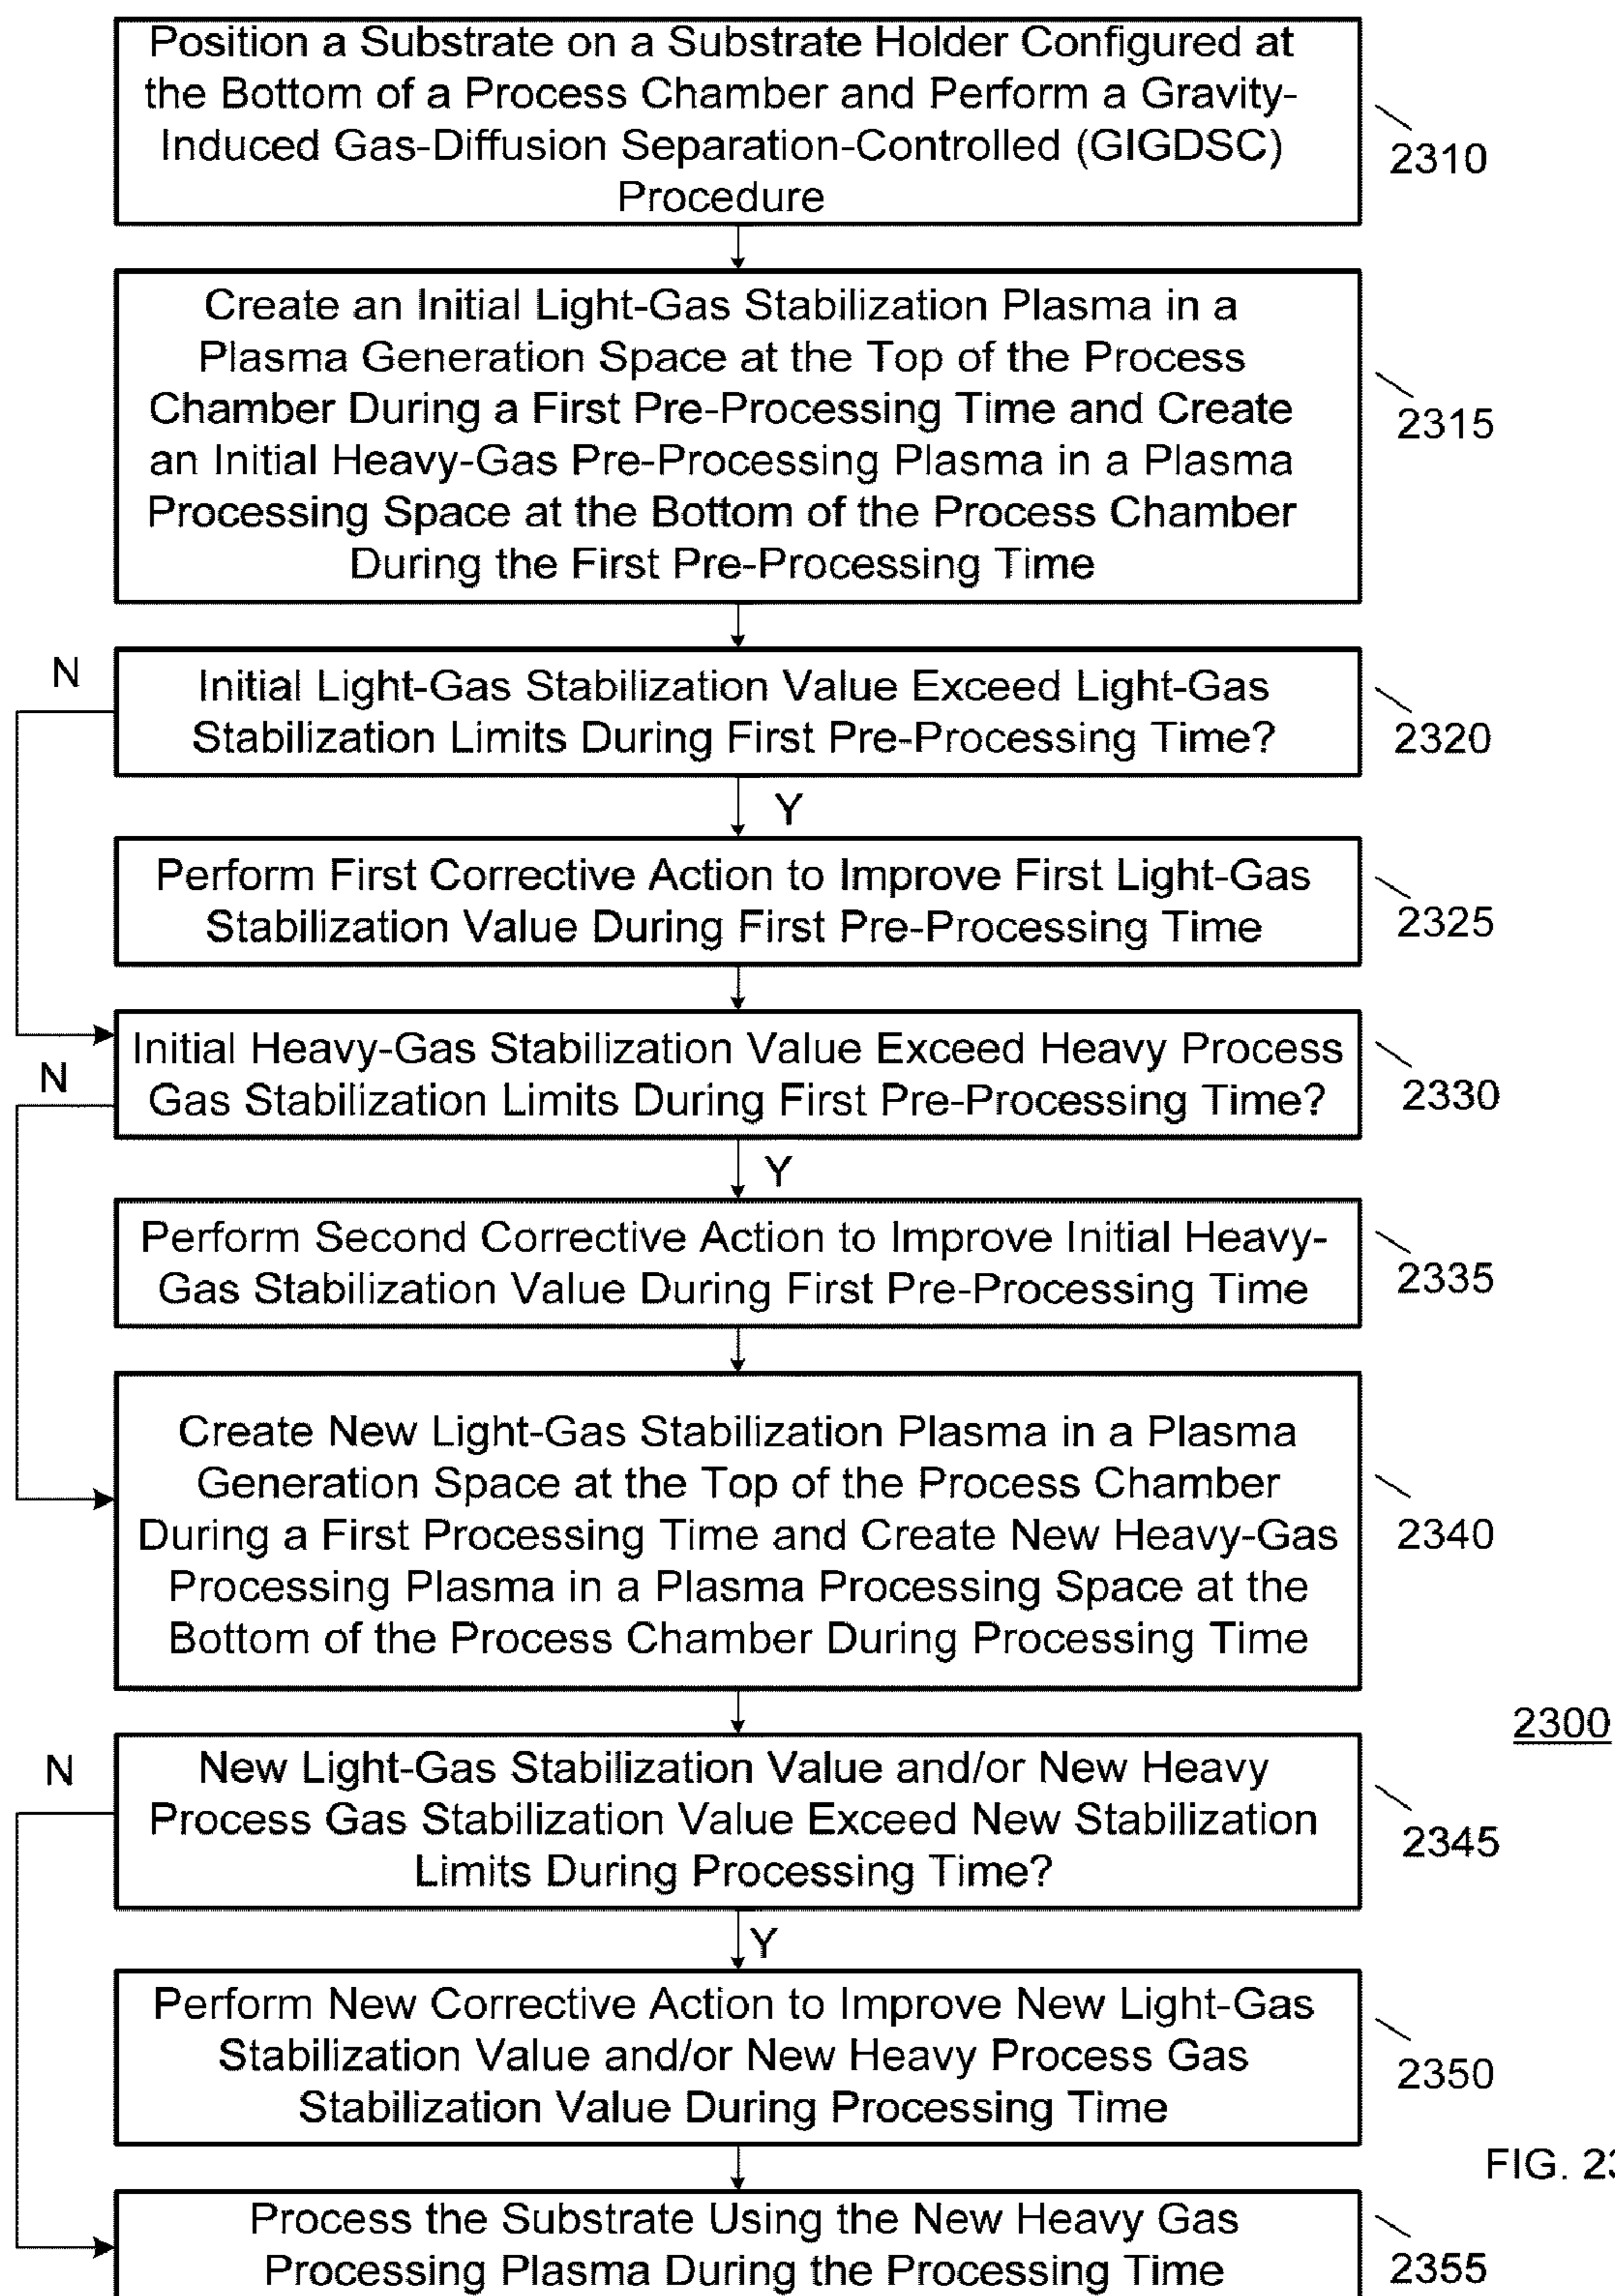 Position a Substrate on a Substrate Holder Configured at
the Bottom of a Process Chamber and Perform a Gravity-
Induced Gas-Diffusion Separation-Controlled (GIGDSC)
Procedure
2310
Create an Initial Light-Gas Stabilization Plasma in a
Plasma Generation Space at the Top of the Process
Chamber During a First Pre-Processing Time and Create
an Initial Heavy-Gas Pre-Processing Plasma in a Plasma
Processing Space at the Bottom of the Process Chamber
During the First Pre-Processing Time
2315
N
Initial Light-Gas Stabilization Value Exceed Light-Gas
Stabilization Limits During First Pre-Processing Time?
2320
Y
Perform First Corrective Action to Improve First Light-Gas
Stabilization Value During First Pre-Processing Time
2325
Initial Heavy-Gas Stabilization Value Exceed Heavy Process
Gas Stabilization Limits During First Pre-Processing Time?
2330
N
Y
Perform Second Corrective Action to Improve Initial Heavy-
Gas Stabilization Value During First Pre-Processing Time
2335
Create New Light-Gas Stabilization Plasma in a Plasma
Generation Space at the Top of the Process Chamber
During a First Processing Time and Create New Heavy-Gas
Processing Plasma in a Plasma Processing Space at the
Bottom of the Process Chamber During Processing Time
2340
2300
N
New Light-Gas Stabilization Value and/or New Heavy
Process Gas Stabilization Value Exceed New Stabilization
Limits During Processing Time?
2345
Y
Perform New Corrective Action to Improve New Light-Gas
Stabilization Value and/or New Heavy Process Gas
Stabilization Value During Processing Time
2350
FIG. 23
Process the Substrate Using the New Heavy Gas
Processing Plasma During the Processing Time
2355